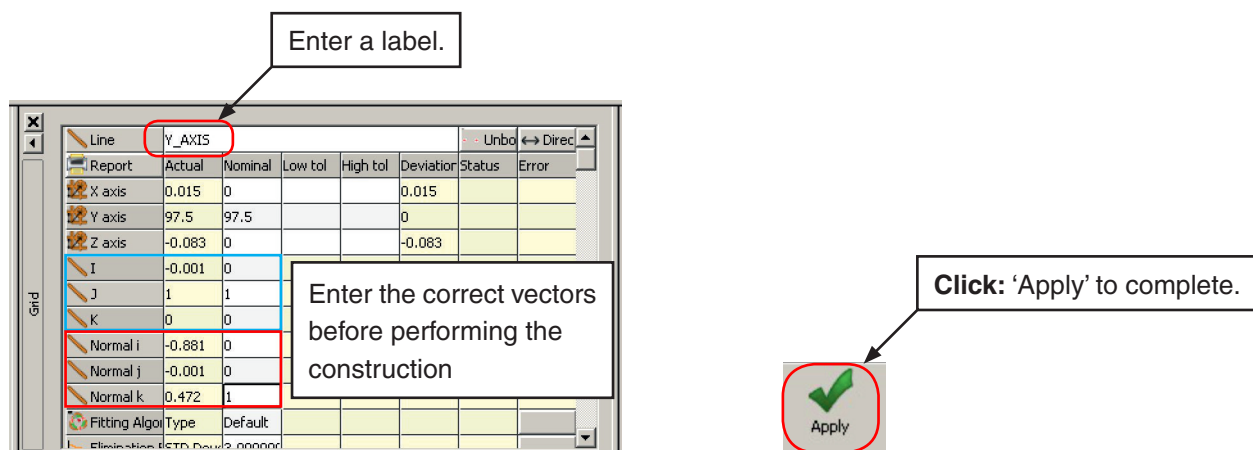 Enter a label.
Line Y_AXIS Unbo Direc
Report Actual Nominal Low tol High tol Deviation Status Error
X axis 0.015 0 0.015
Y axis 97.5 97.5 0
Z axis -0.083 0 -0.083
I -0.001 0
J 1 1
K 0 0
Normal i -0.881 0
Normal j -0.001 0
Normal k 0.472 1
Fitting Algoi Type Default
Grid
Enter the correct vectors
before performing the
construction
Click: ‘Apply’ to complete.
Apply